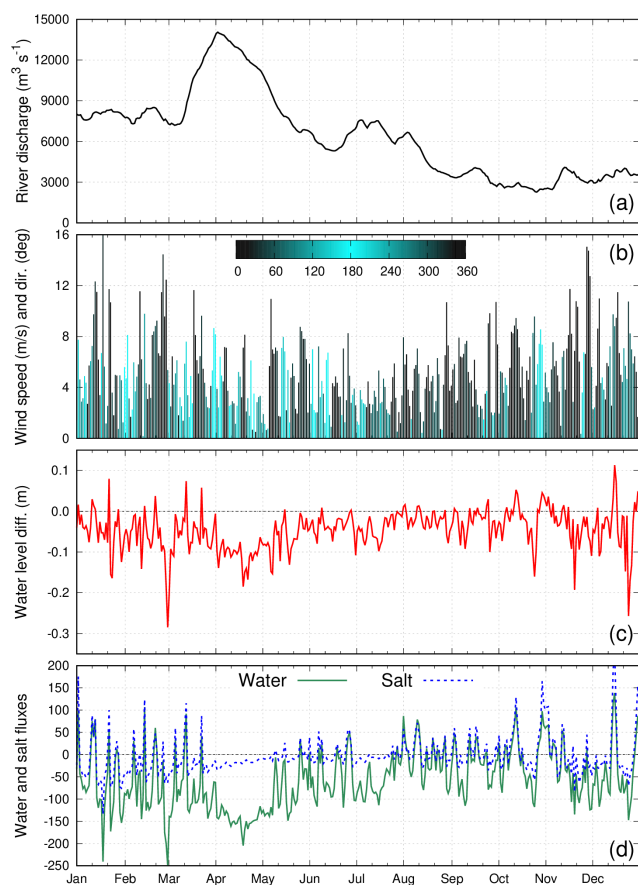 River discharge (m³ s⁻¹)
15000
12000
9000
6000
3000
0
(a)
Wind speed (m/s) and dir. (deg)
16
12
8
4
0
0 60 120 180 240 300 360
(b)
Water level diff. (m)
0.1
0.0
-0.1
-0.2
-0.3
(c)
Water and salt fluxes
200
150
100
50
0
-50
-100
-150
-200
-250
Water Salt
(d)
Jan Feb Mar Apr May Jun Jul Aug Sep Oct Nov Dec